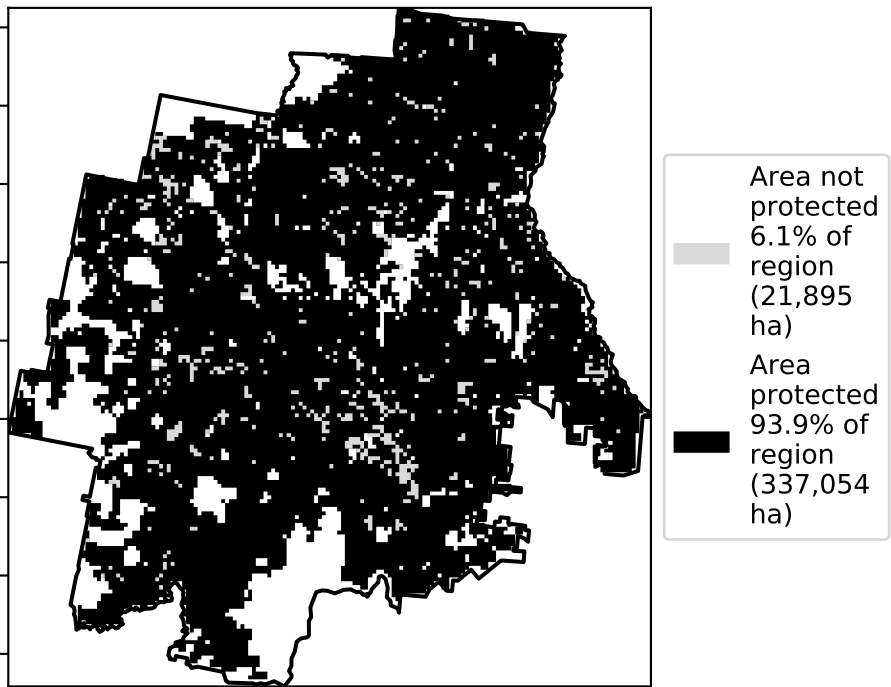 Area not
protected
6.1% of
region
(21,895
ha)
Area
protected
93.9% of
region
(337,054
ha)